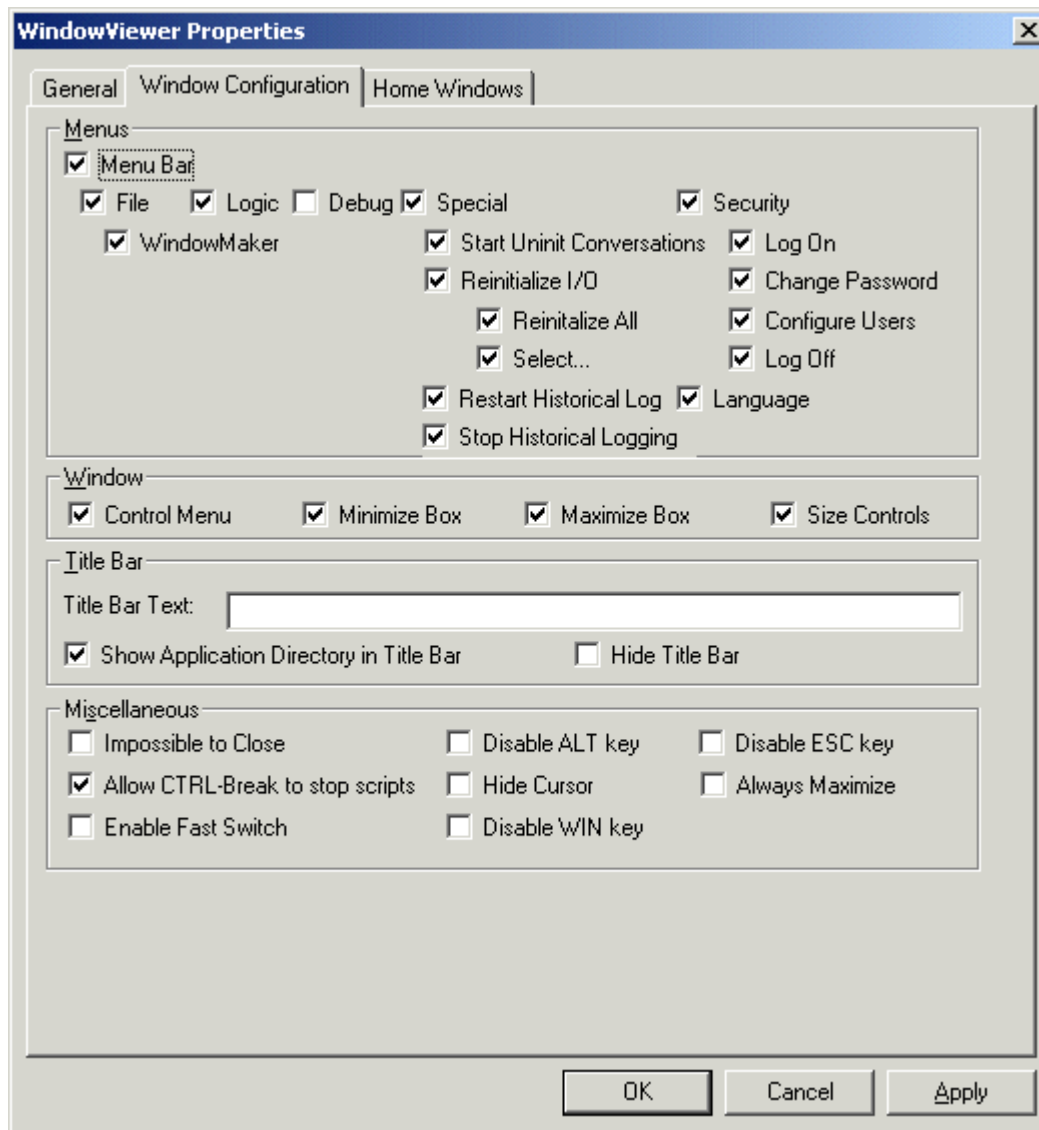 WindowViewer Properties
General Window Configuration Home Windows
Menus
Menu Bar
File Logic Debug Special Security
WindowMaker Start Uninit Conversations Log On
Reinitialize I/O Change Password
Reinitalize All Configure Users
Select... Log Off
Restart Historical Log Language
Stop Historical Logging
Window
Control Menu Minimize Box Maximize Box Size Controls
Title Bar
Title Bar Text:
Show Application Directory in Title Bar Hide Title Bar
Miscellaneous
Impossible to Close Disable ALT key Disable ESC key
Allow CTRL-Break to stop scripts Hide Cursor Always Maximize
Enable Fast Switch Disable WIN key
OK Cancel Apply